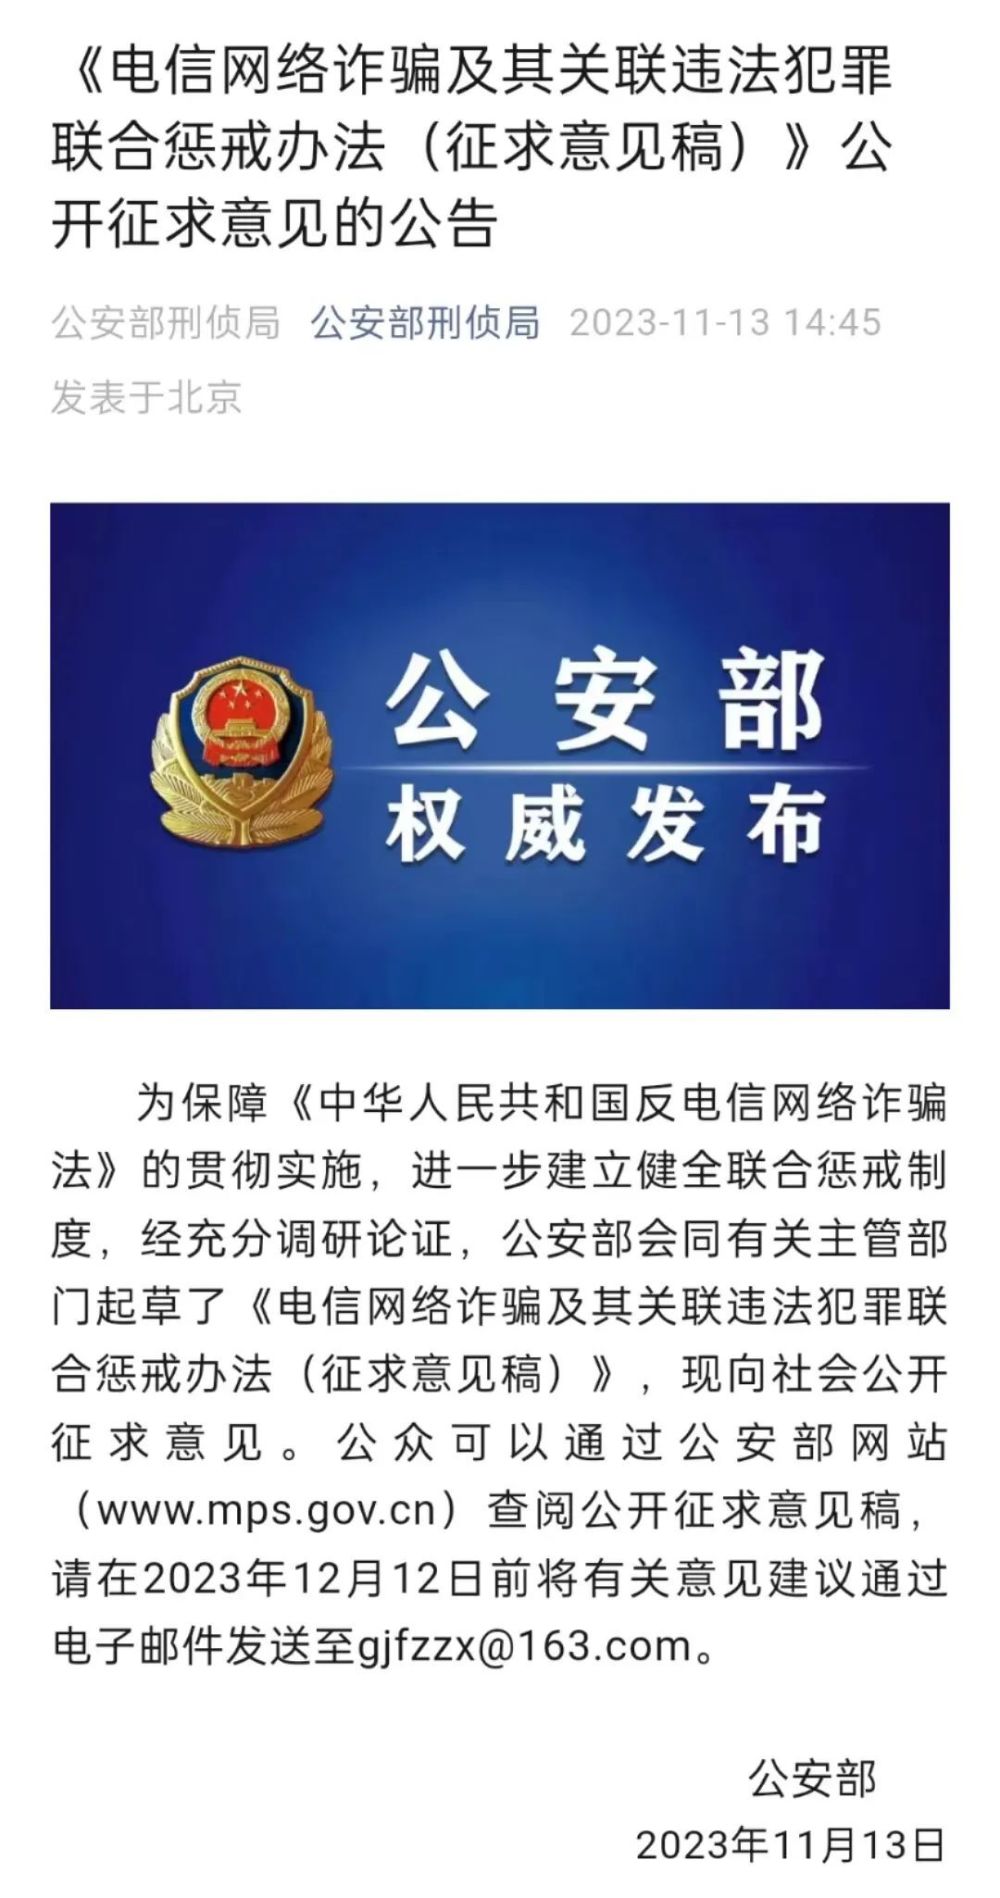 《电信网络诈骗及其关联违法犯罪
联合惩戒办法（征求意见稿）》公
开征求意见的公告
公安部刑侦局 公安部刑侦局 2023-11-13 14:45
发表于北京
公安部
权威发布
为保障《中华人民共和国反电信网络诈骗
法》的贯彻实施，进一步建立健全联合惩戒制
度，经充分调研论证，公安部会同有关主管部
门起草了《电信网络诈骗及其关联违法犯罪联
合惩戒办法（征求意见稿）》，现向社会公开
征求意见。公众可以通过公安部网站
（www.mps.gov.cn）查阅公开征求意见稿，
请在2023年12月12日前将有关意见建议通过
电子邮件发送至gjfzzx@163.com。
公安部
2023年11月13日